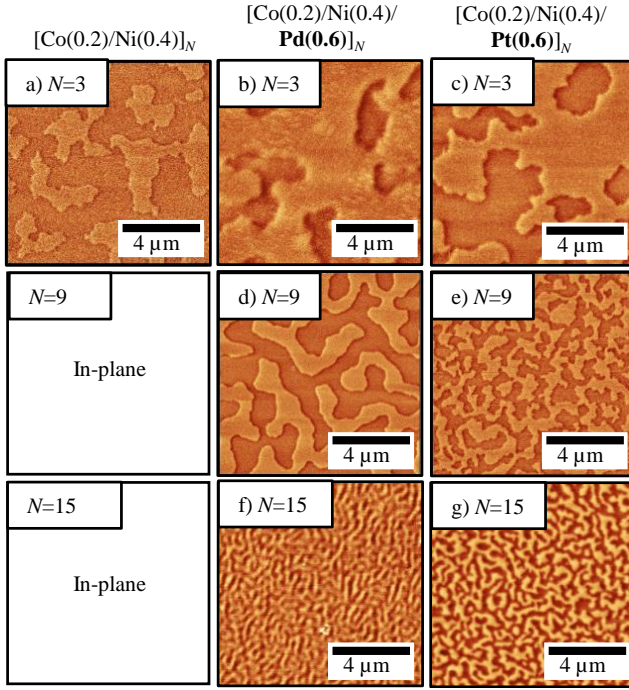 [Co(0.2)/Ni(0.4)]N
[Co(0.2)/Ni(0.4)/
Pd(0.6)]N
[Co(0.2)/Ni(0.4)/
Pt(0.6)]N
a) N=3
4 µm
b) N=3
4 µm
c) N=3
4 µm
N=9
In-plane
d) N=9
4 µm
e) N=9
4 µm
N=15
In-plane
f) N=15
4 µm
g) N=15
4 µm